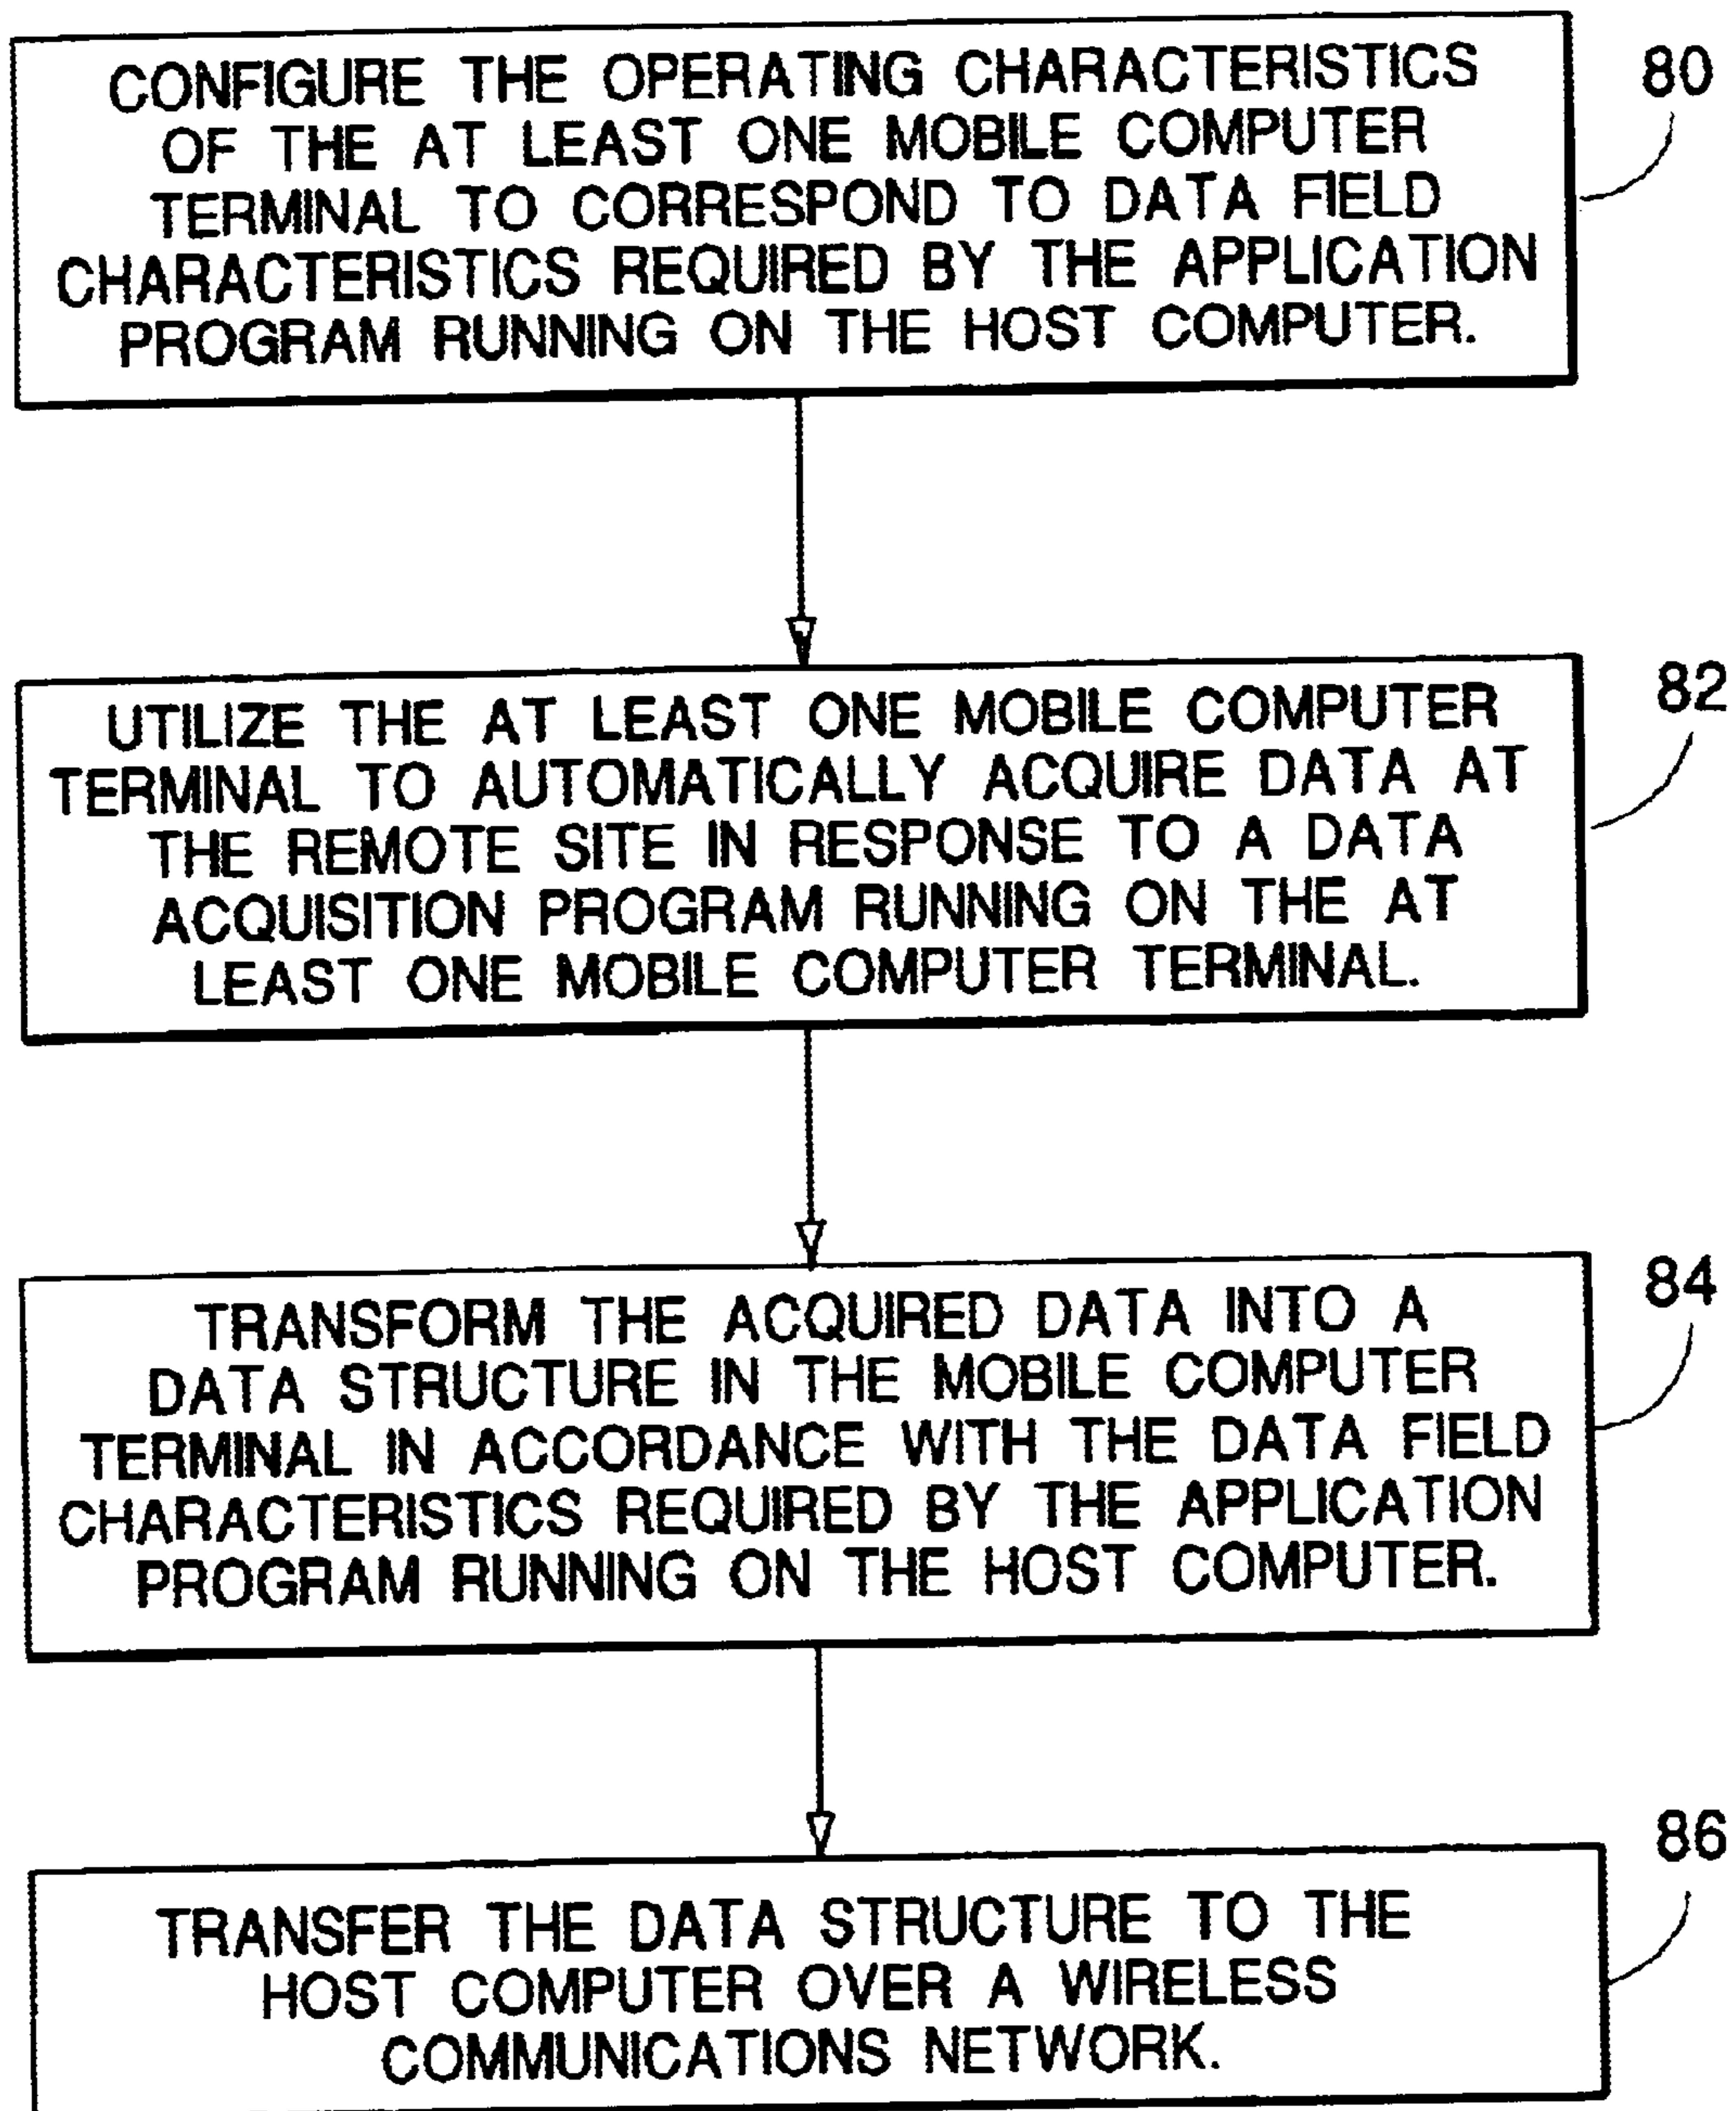 CONFIGURE THE OPERATING CHARACTERISTICS
OF THE AT LEAST ONE MOBILE COMPUTER
TERMINAL TO CORRESPOND TO DATA FIELD
CHARACTERISTICS REQUIRED BY THE APPLICATION
PROGRAM RUNNING ON THE HOST COMPUTER.
80
UTILIZE THE AT LEAST ONE MOBILE COMPUTER
TERMINAL TO AUTOMATICALLY ACQUIRE DATA AT
THE REMOTE SITE IN RESPONSE TO A DATA
ACQUISITION PROGRAM RUNNING ON THE AT
LEAST ONE MOBILE COMPUTER TERMINAL.
82
TRANSFORM THE ACQUIRED DATA INTO A
DATA STRUCTURE IN THE MOBILE COMPUTER
TERMINAL IN ACCORDANCE WITH THE DATA FIELD
CHARACTERISTICS REQUIRED BY THE APPLICATION
PROGRAM RUNNING ON THE HOST COMPUTER.
84
TRANSFER THE DATA STRUCTURE TO THE
HOST COMPUTER OVER A WIRELESS
COMMUNICATIONS NETWORK.
86